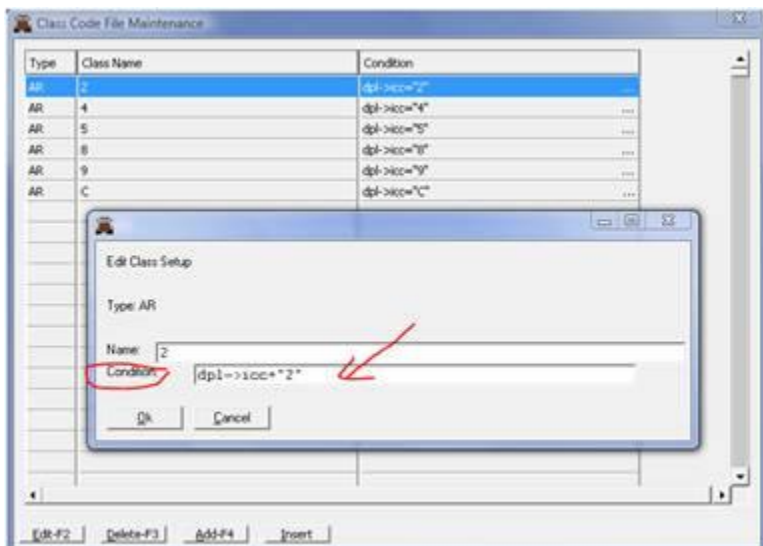 Class Code File Maintenance
Type Class Name Condition
AR 2 dpl->icc="2" ...
AR 4 dpl->icc="4" ...
AR 5 dpl->icc="5" ...
AR 8 dpl->icc="8" ...
AR 9 dpl->icc="9" ...
AR C dpl->icc="C" ...
Edit Class Setup
Type: AR
Name: 2
Condition: dpl->icc+"2"
Ok Cancel
Edit-F2 Delete-F3 Add-F4 Insert